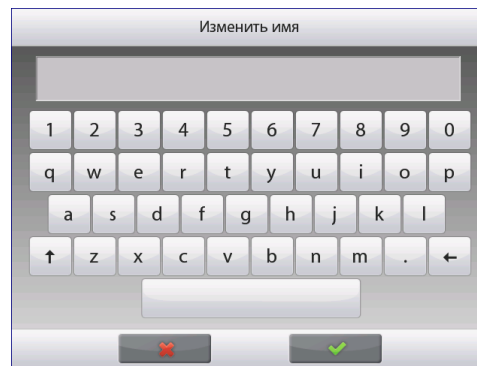 Изменить имя
1 2 3 4 5 6 7 8 9 0
q w e r t y u i o p
a s d f g h j k l
↑ z x c v b n m . ←